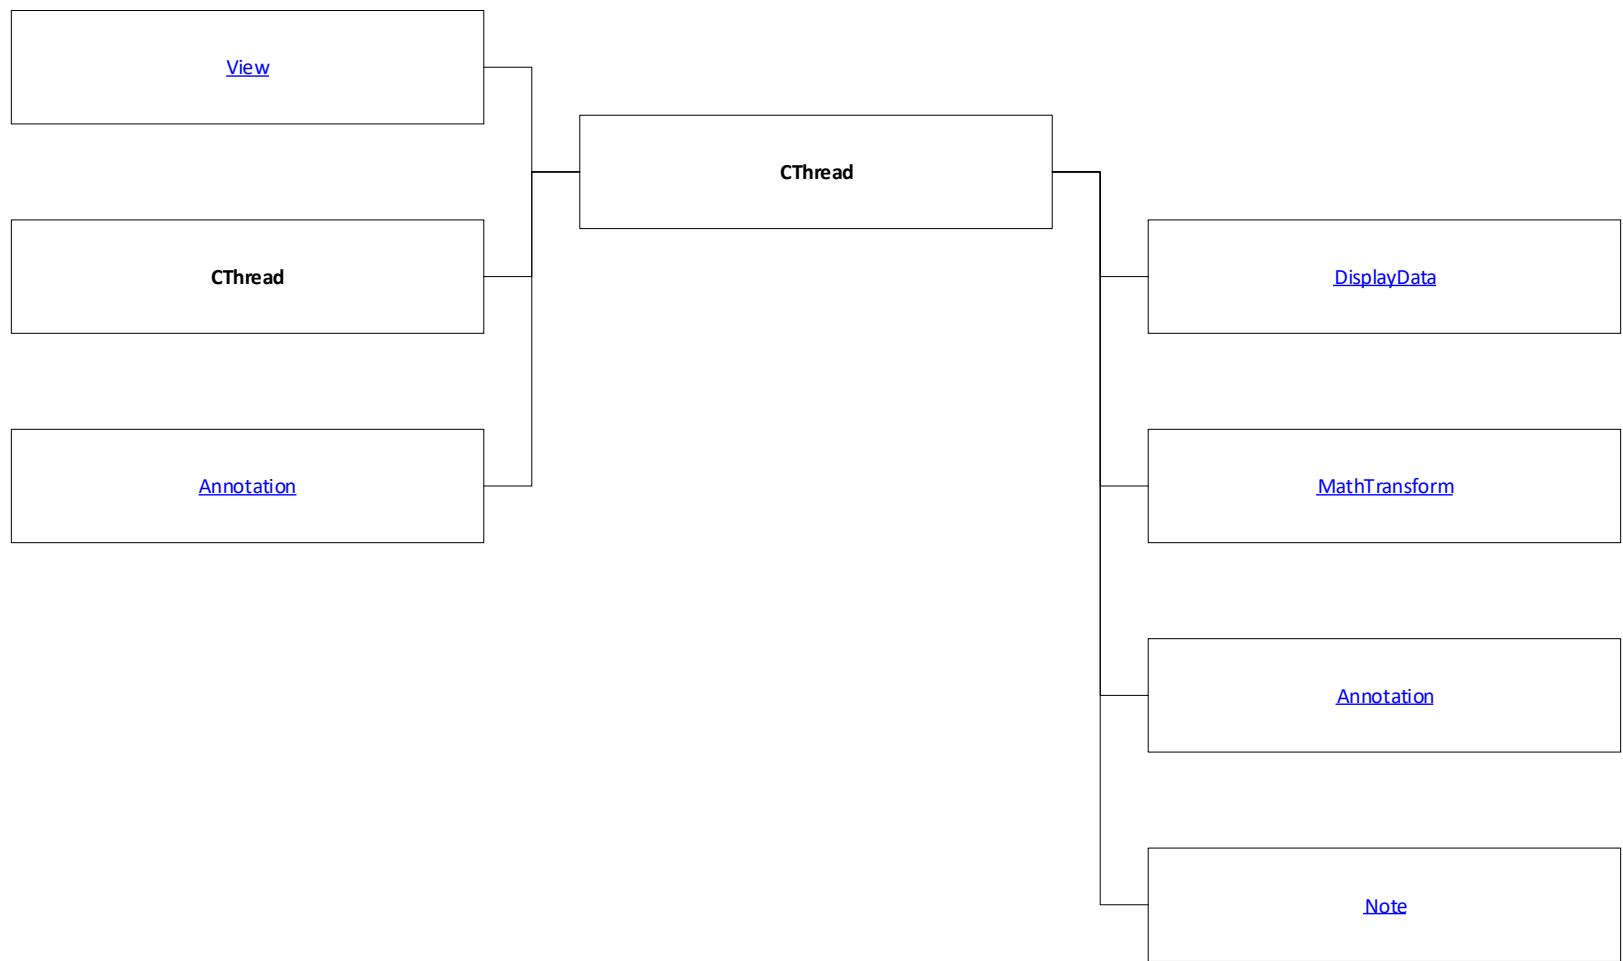 View
CThread
CThread
Annotation
DisplayData
MathTransform
Annotation
Note